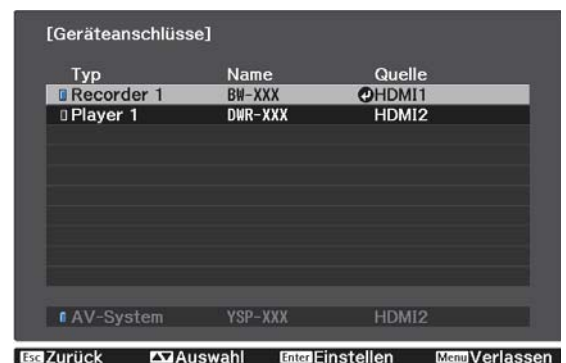 [Geräteanschlüsse]
Typ Name Quelle
Recorder 1 BW-XXX HDMI1
Player 1 DWR-XXX HDMI2
AV-System YSP-XXX HDMI2
Esc Zurück Auswahl Enter Einstellen Menu Verlassen